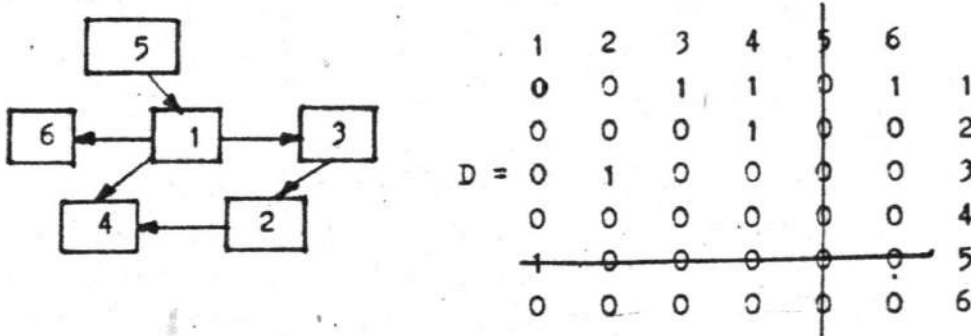 5
6 1 3
4 2
1 2 3 4 5 6
0 0 1 1 0 1 1
0 0 0 1 0 0 2
D = 0 1 0 0 0 0 3
0 0 0 0 0 0 4
1 0 0 0 0 0 5
0 0 0 0 0 0 6